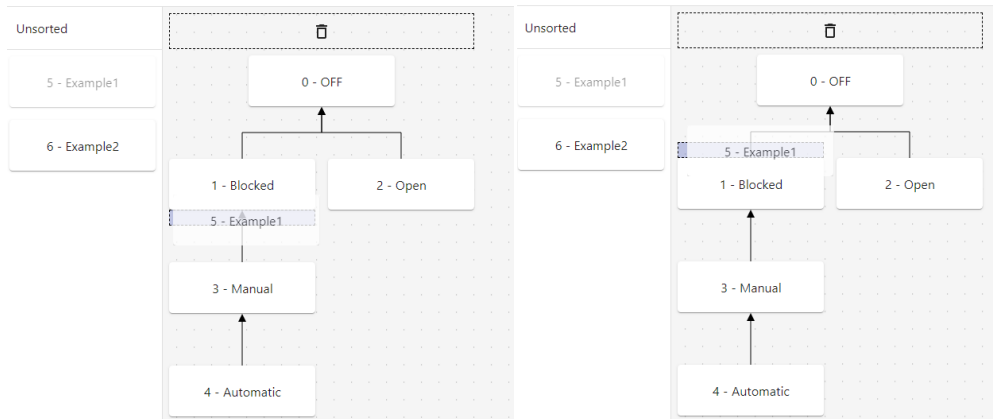 Unsorted
5 - Example1
6 - Example2
0 - OFF
1 - Blocked
2 - Open
5 - Example1
3 - Manual
4 - Automatic
Unsorted
5 - Example1
6 - Example2
0 - OFF
5 - Example1
1 - Blocked
2 - Open
3 - Manual
4 - Automatic